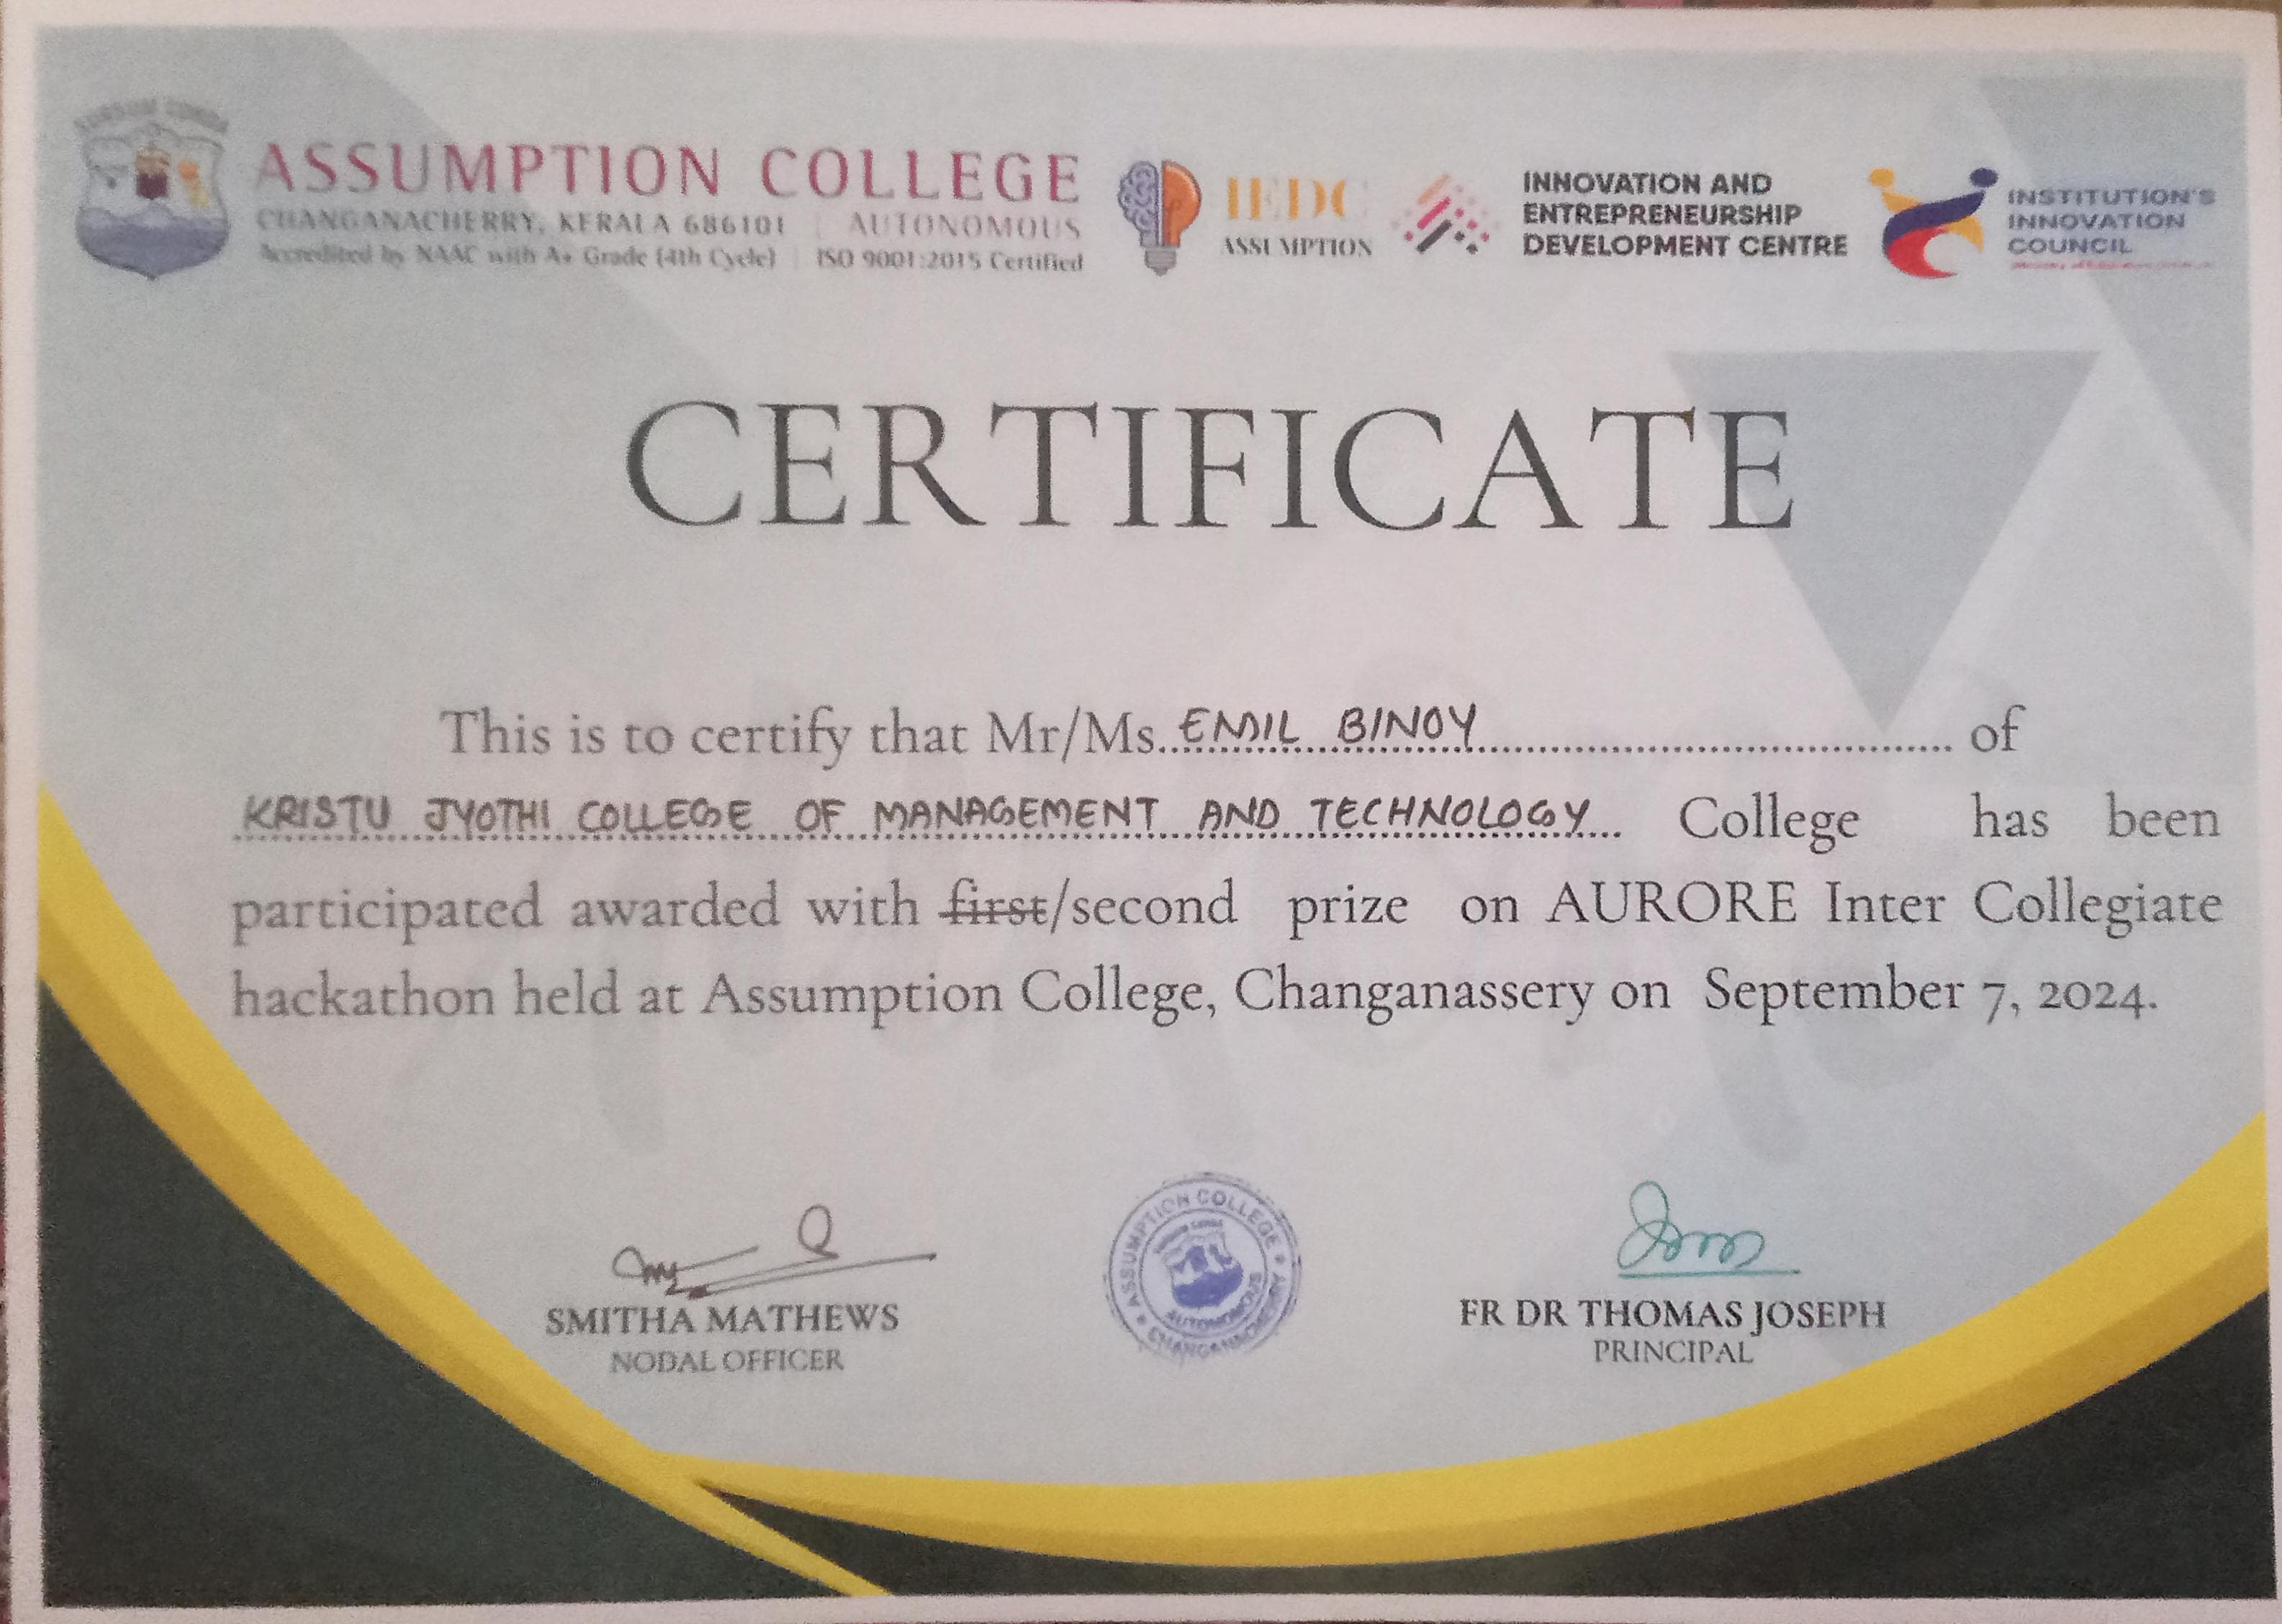 ASSUMPTION COLLEGE
CHANGANACHERRY, KERALA 686101 | AUTONOMOUS
Accredited by NAAC with A+ Grade (4th Cycle) | ISO 9001:2015 Certified
IEDC
ASSUMPTION
INNOVATION AND
ENTREPRENEURSHIP
DEVELOPMENT CENTRE
INSTITUTION'S
INNOVATION
COUNCIL
CERTIFICATE
This is to certify that Mr/Ms. EMIL BINOY of
KRISTU JYOTHI COLLEGE OF MANAGEMENT AND TECHNOLOGY College has been
participated awarded with first/second prize on AURORE Inter Collegiate
hackathon held at Assumption College, Changanassery on September 7, 2024.
ASSUMPTION COLLEGE
AUTONOMOUS
CHANGANACHERRY
SMITHA MATHEWS
NODAL OFFICER
FR DR THOMAS JOSEPH
PRINCIPAL